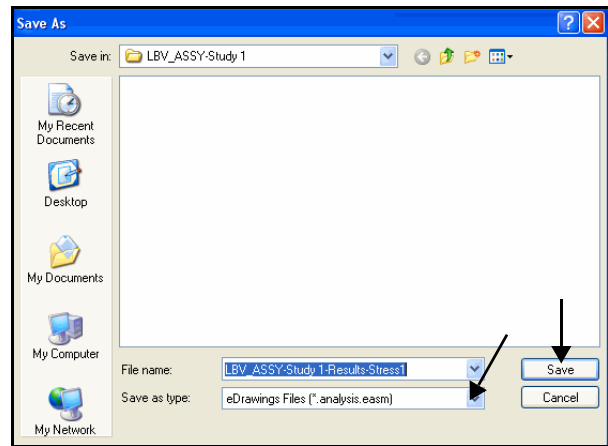 Save As
Save in: LBV_ASSY-Study 1
My Recent
Documents
Desktop
My Documents
My Computer
My Network
File name: LBV_ASSY-Study 1-Results-Stress1 Save
Save as type: eDrawings Files (*.analysis.easm) Cancel